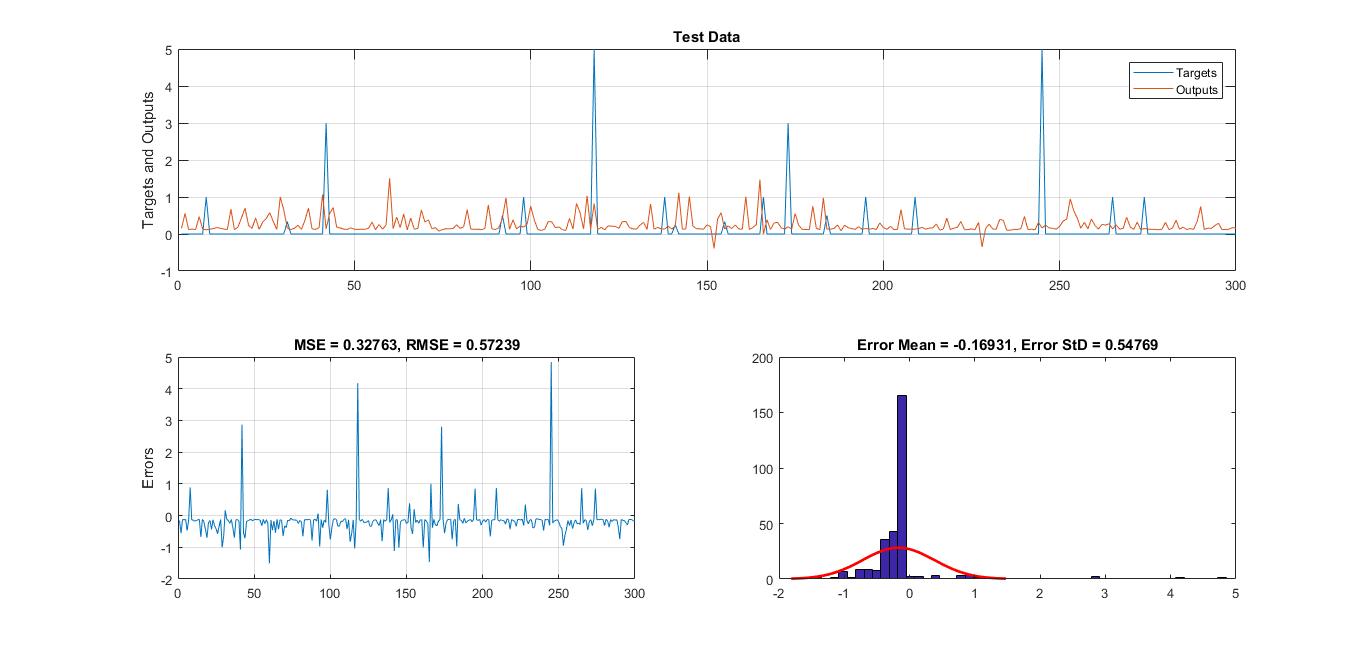 Test Data
Targets and Outputs
5
4
3
2
1
0
-1
0 50 100 150 200 250 300
Targets
Outputs
MSE = 0.32763, RMSE = 0.57239
Errors
5
4
3
2
1
0
-1
-2
0 50 100 150 200 250 300
Error Mean = -0.16931, Error StD = 0.54769
200
150
100
50
0
-2 -1 0 1 2 3 4 5